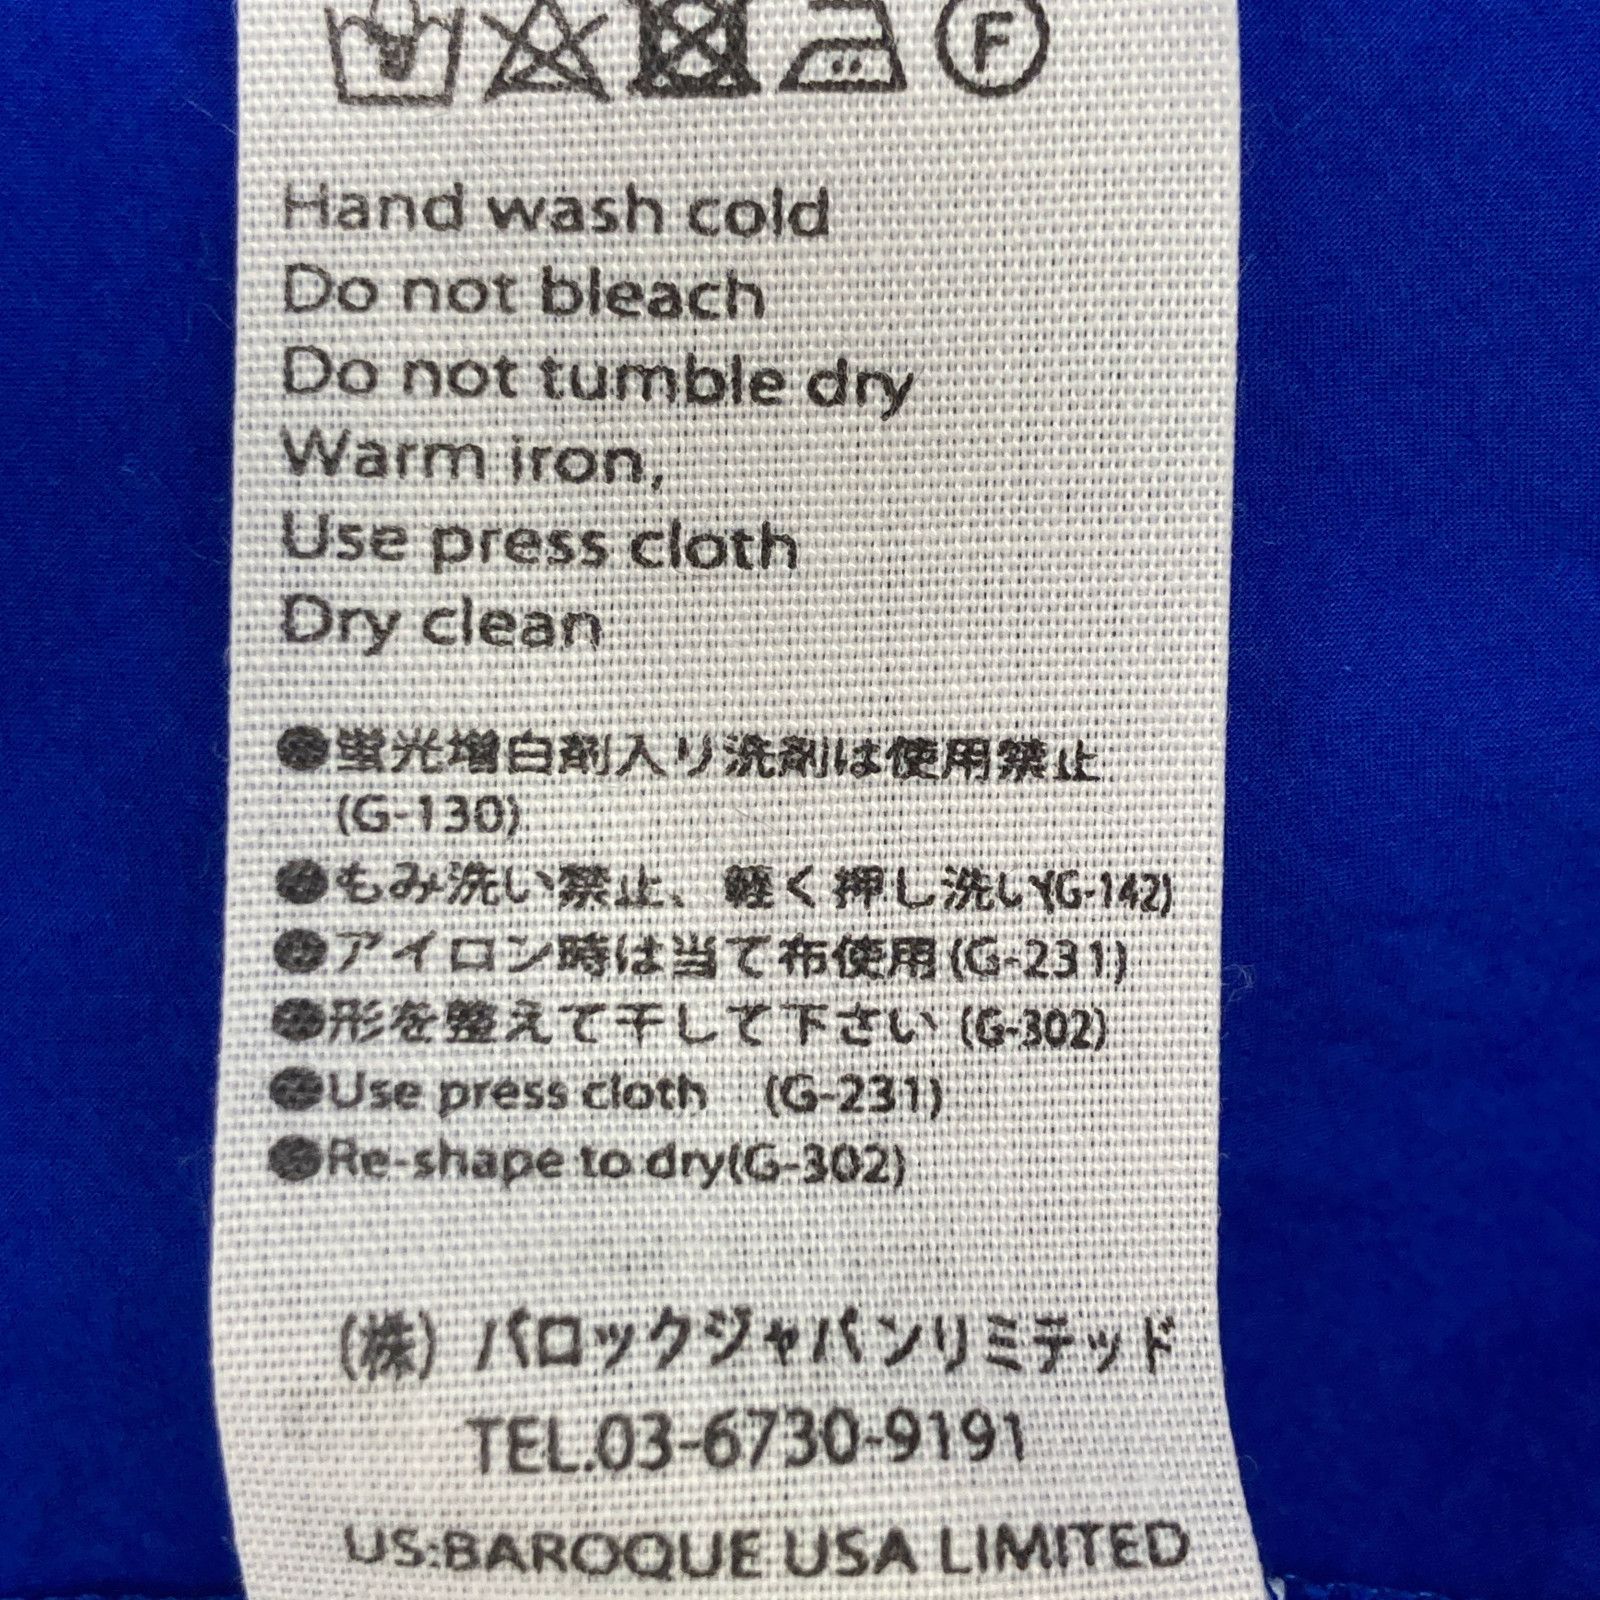 F
Hand wash cold
Do not bleach
Do not tumble dry
Warm iron,
Use press cloth
Dry clean
●蛍光増白剤入り洗剤は使用禁止
(G-130)
●もみ洗い禁止、軽く押し洗い(G-142)
●アイロン時は当て布使用(G-231)
●形を整えて干して下さい (G-302)
●Use press cloth (G-231)
●Re-shape to dry(G-302)
(株) バロックジャパンリミテッド
TEL.03-6730-9191
US:BAROQUE USA LIMITED